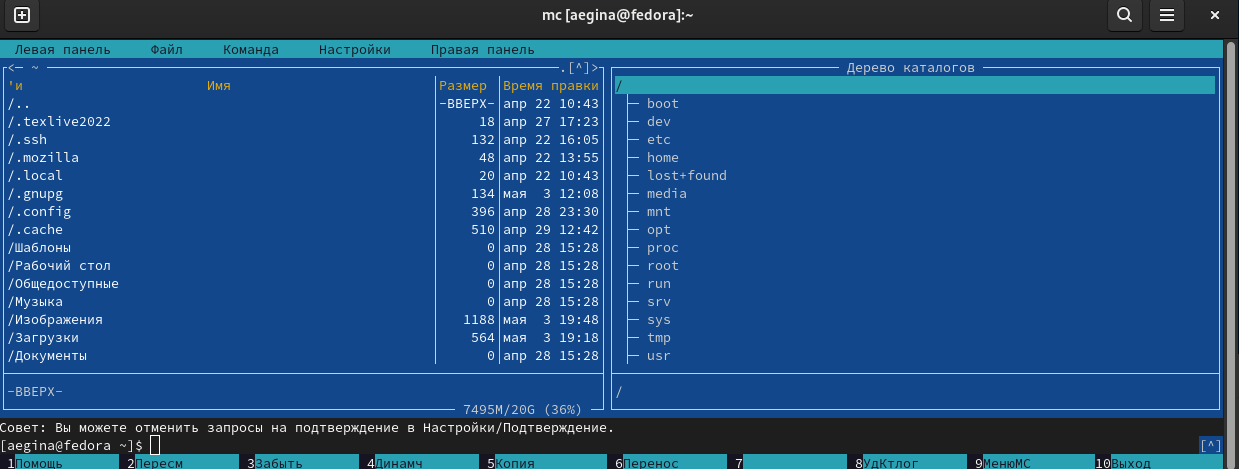 mc [aegina@fedora]:~
Левая панель Файл Команда Настройки Правая панель
<─ ~ .[^]> Дерево каталогов
'и Имя Размер Время правки /
/.. -ВВЕРХ- апр 22 10:43 boot
/.texlive2022 18 апр 27 17:23 dev
/.ssh 132 апр 22 16:05 etc
/.mozilla 48 апр 22 13:55 home
/.local 20 апр 22 10:43 lost+found
/.gnupg 134 мая 3 12:08 media
/.config 396 апр 28 23:30 mnt
/.cache 510 апр 29 12:42 opt
/Шаблоны 0 апр 28 15:28 proc
/Рабочий стол 0 апр 28 15:28 root
/Общедоступные 0 апр 28 15:28 run
/Музыка 0 апр 28 15:28 srv
/Изображения 1188 мая 3 19:48 sys
/Загрузки 564 мая 3 19:18 tmp
/Документы 0 апр 28 15:28 usr
-ВВЕРХ- /
7495M/20G (36%)
Совет: Вы можете отменить запросы на подтверждение в Настройки/Подтверждение.
[aegina@fedora ~]$ [^]
1Помощь 2Пересм 3Забыть 4Динамч 5Копия 6Перенос 7 8УдКтлог 9МенюМС 10Выход